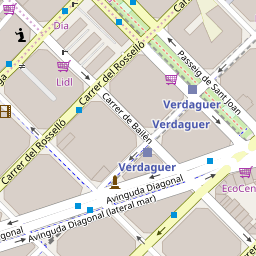 Dia
Lidl
Carrer del Rosselló
Passeig de Sant Joan
Verdaguer
Carrer de Bailèn
Verdaguer
Carrer del Rosselló
Verdaguer
Avinguda Diagonal
EcoCen
Avinguda Diagonal (lateral mar)
Diagonal